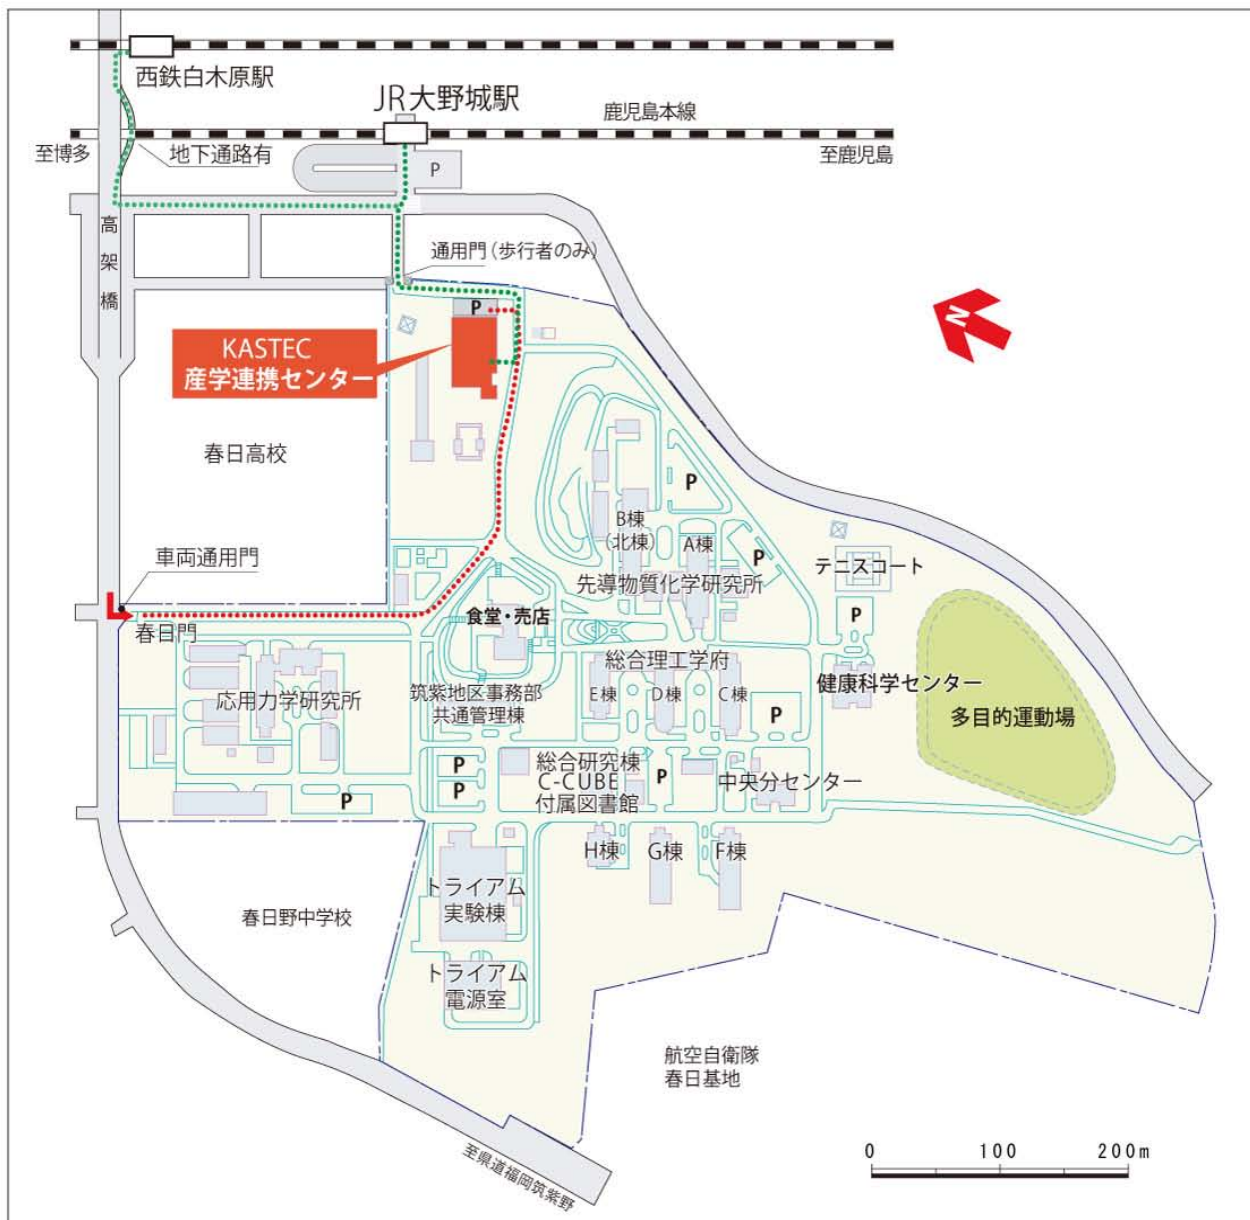 西鉄白木原駅
JR大野城駅
鹿児島本線
至博多
地下通路有
至鹿児島
P
高架橋
通用門(歩行者のみ)
P
N
KASTEC
産学連携センター
春日高校
P
B棟
(北棟)
A棟
P
車両通用門
先導物質化学研究所
テニスコート
食堂・売店
P
春日門
総合理工学府
健康科学センター
応用力学研究所
筑紫地区事務部
共通管理棟
E棟
D棟
C棟
P
多目的運動場
P
P
総合研究棟
C-CUBE
付属図書館
P
中央分センター
P
H棟
G棟
F棟
トライアム
実験棟
春日野中学校
トライアム
電源室
航空自衛隊
春日基地
至県道福岡筑紫野
0 100 200m